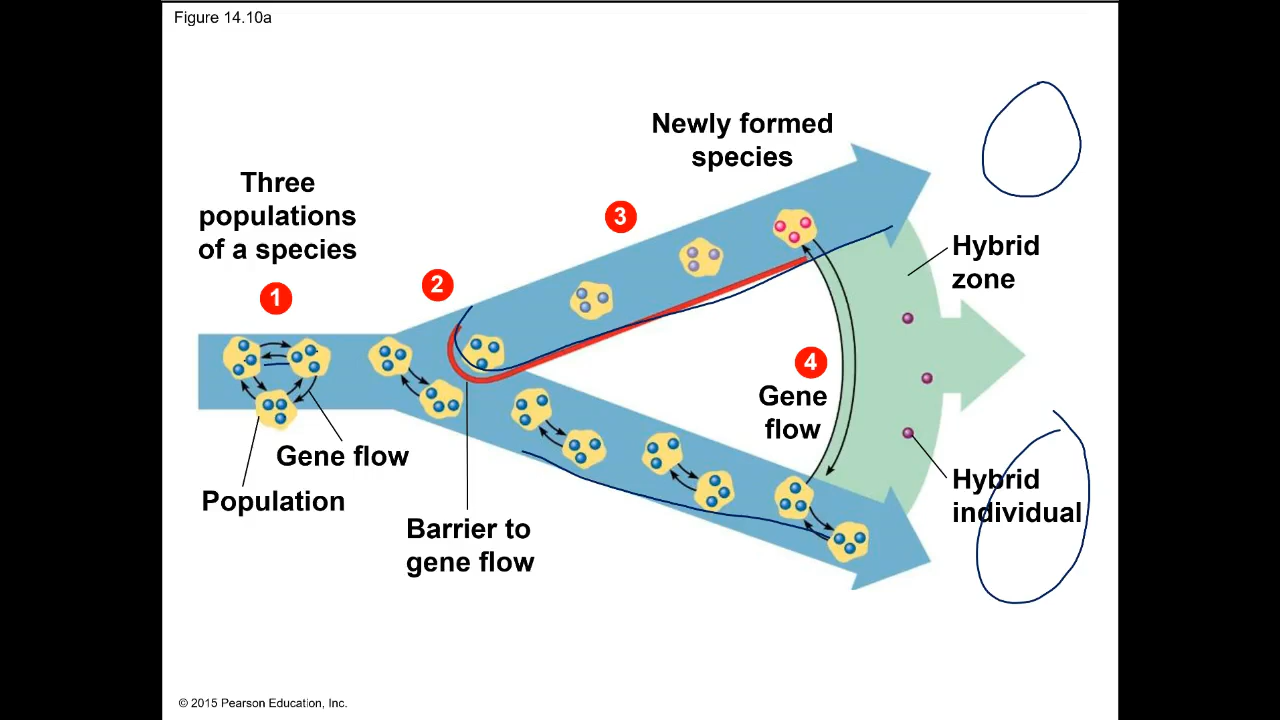 Figure 14.10a
Newly formed
species
Three
populations
of a species
1
2
3
Hybrid
zone
4
Gene
flow
Gene flow
Population
Barrier to
gene flow
Hybrid
individual
© 2015 Pearson Education, Inc.